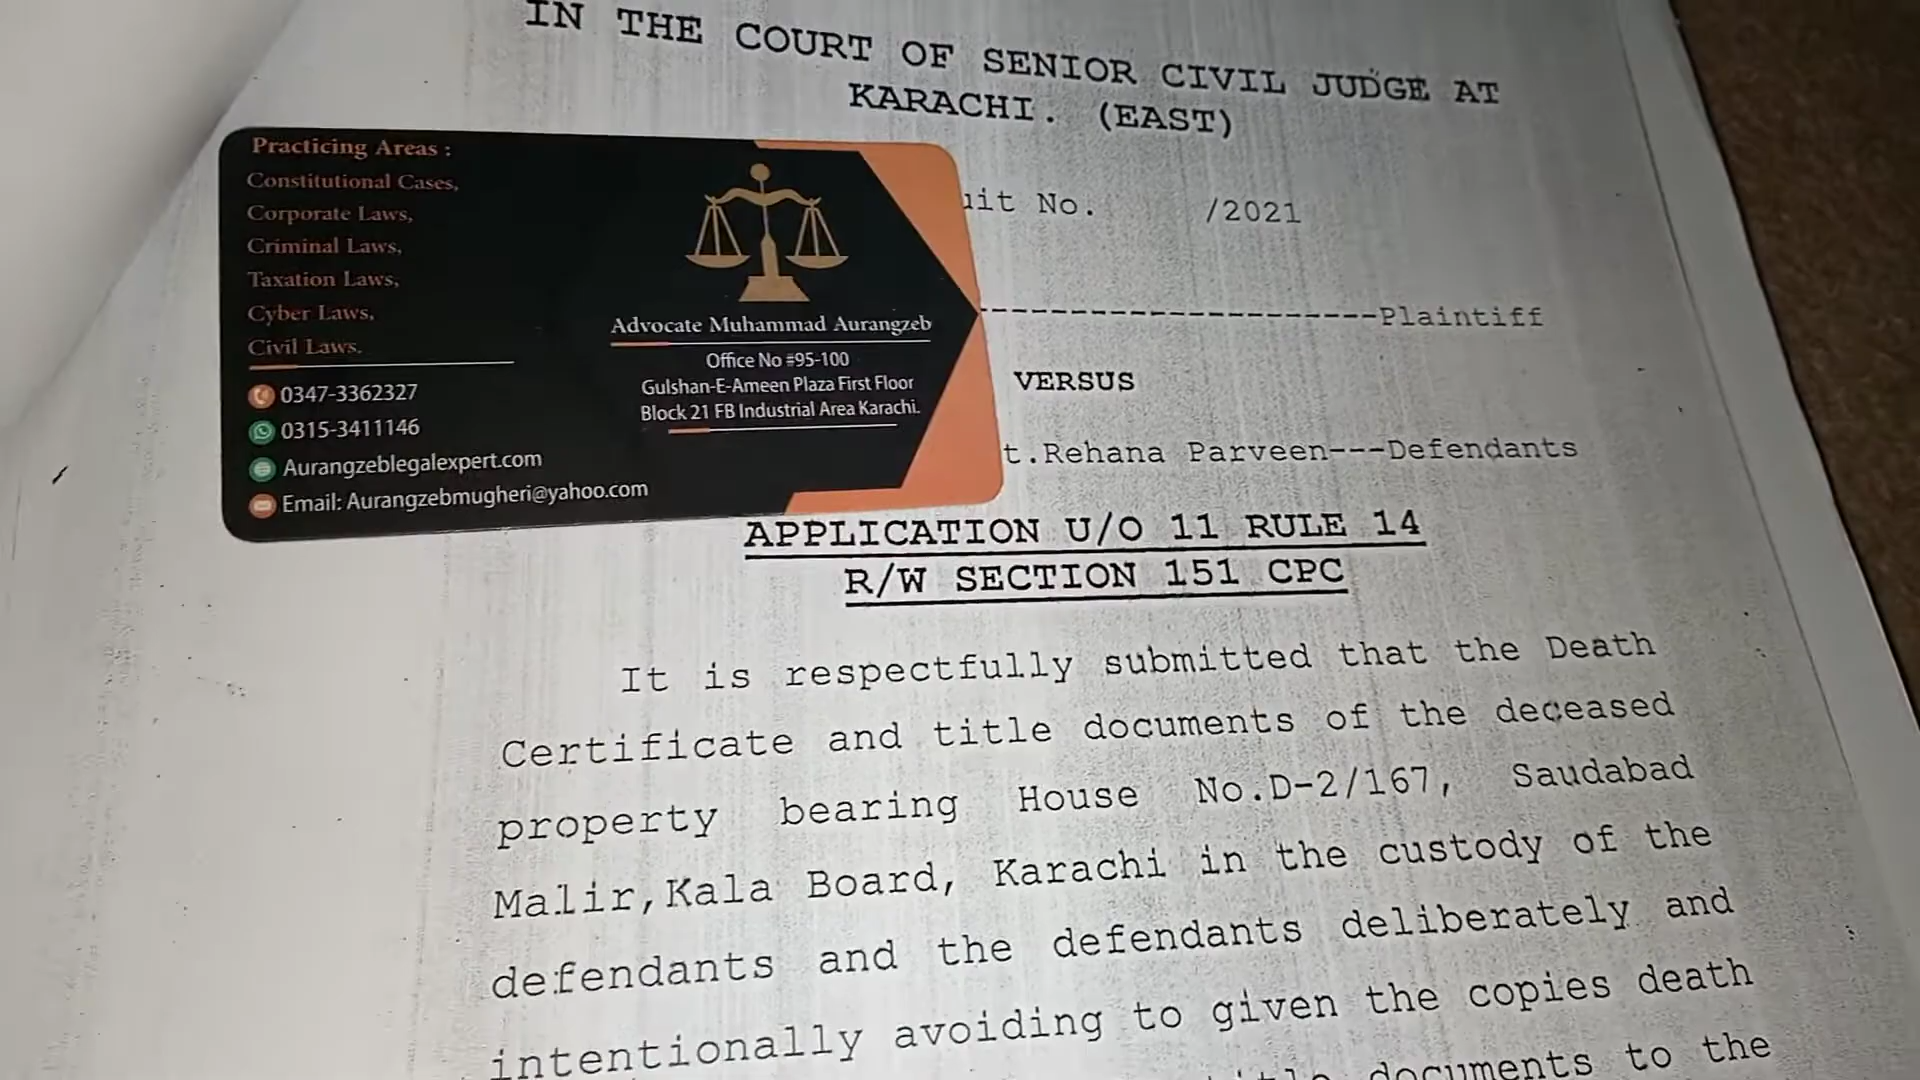 IN THE COURT OF SENIOR CIVIL JUDGE AT
KARACHI. (EAST)
Practicing Areas :
Constitutional Cases,
Corporate Laws,
Criminal Laws,
Taxation Laws,
Cyber Laws,
Civil Laws.
0347-3362327
0315-3411146
Aurangzeblegalexpert.com
Email: Aurangzebmugheri@yahoo.com
Advocate Muhammad Aurangzeb
Office No #95-100
Gulshan-E-Ameen Plaza First Floor
Block 21 FB Industrial Area Karachi.
No. /2021
--------------------Plaintiff
VERSUS
t.Rehana Parveen---Defendants
APPLICATION U/O 11 RULE 14
R/W SECTION 151 CPC
It is respectfully submitted that the Death
Certificate and title documents of the deceased
property bearing House No.D-2/167, Saudabad
Malir,Kala Board, Karachi in the custody of the
defendants and the defendants deliberately and
intentionally avoiding to given the copies death
documents to the